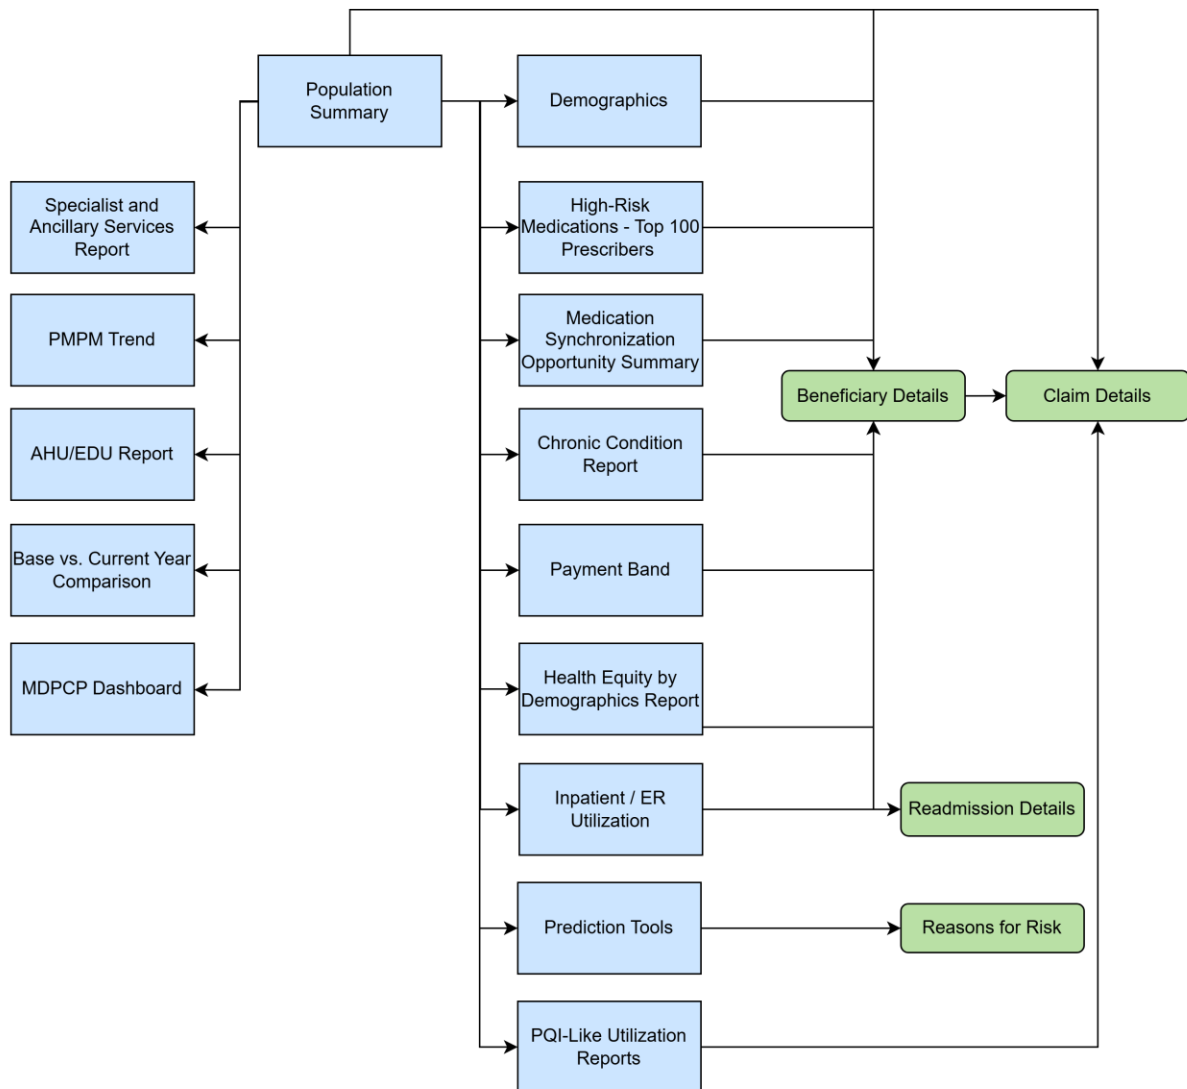 Population
Summary
Demographics
Specialist and
Ancillary Services
Report
High-Risk
Medications - Top 100
Prescribers
PMPM Trend
Medication
Synchronization
Opportunity Summary
Beneficiary Details
Claim Details
AHU/EDU Report
Chronic Condition
Report
Base vs. Current Year
Comparison
Payment Band
MDPCP Dashboard
Health Equity by
Demographics Report
Inpatient / ER
Utilization
Readmission Details
Prediction Tools
Reasons for Risk
PQI-Like Utilization
Reports